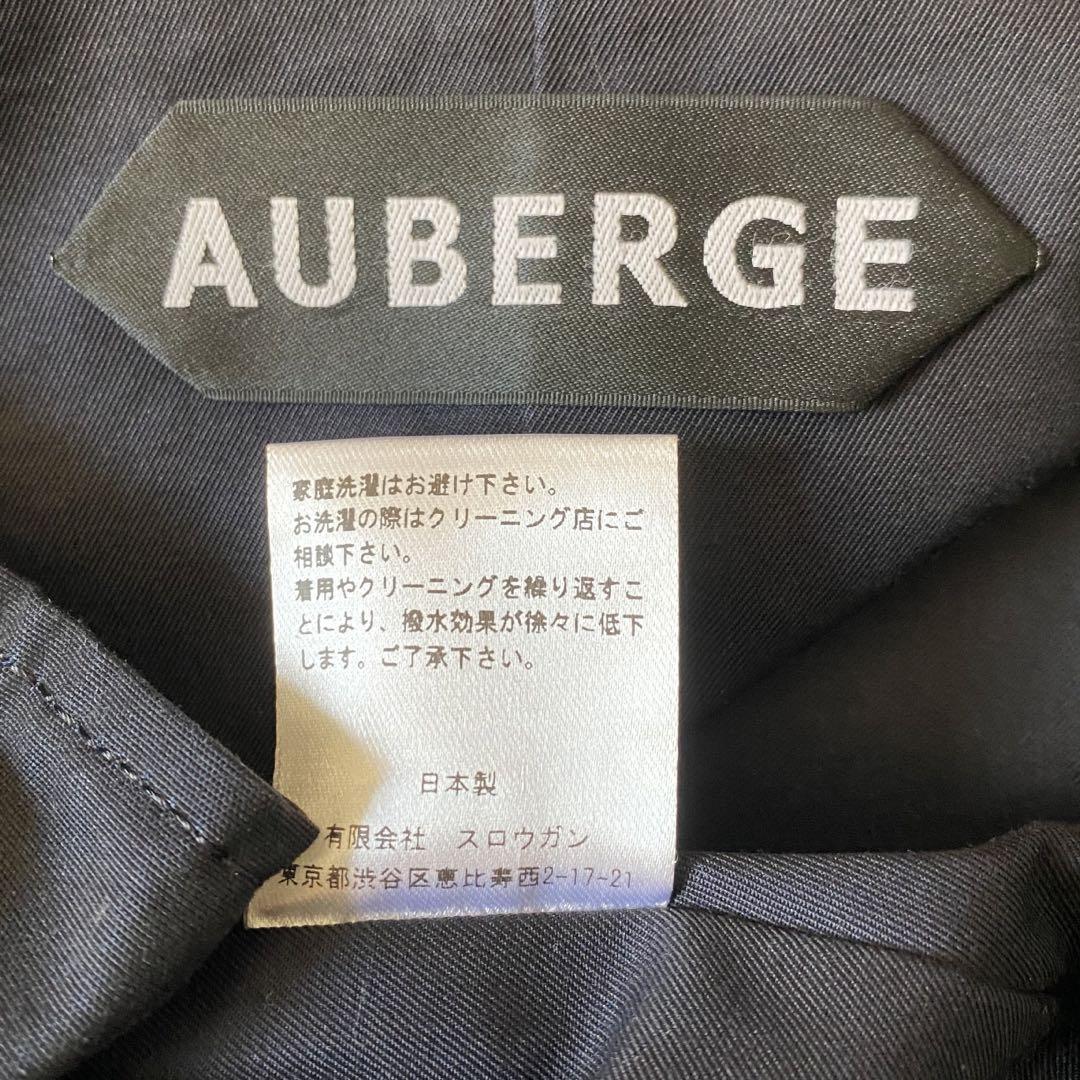 AUBERGE
家庭洗濯はお避け下さい。
お洗濯の際はクリーニング店にご
相談下さい。
着用やクリーニングを繰り返すこ
とにより、撥水効果が徐々に低下
します。ご了承下さい。
日本製
有限会社 スロウガン
東京都渋谷区恵比寿西2-17-21